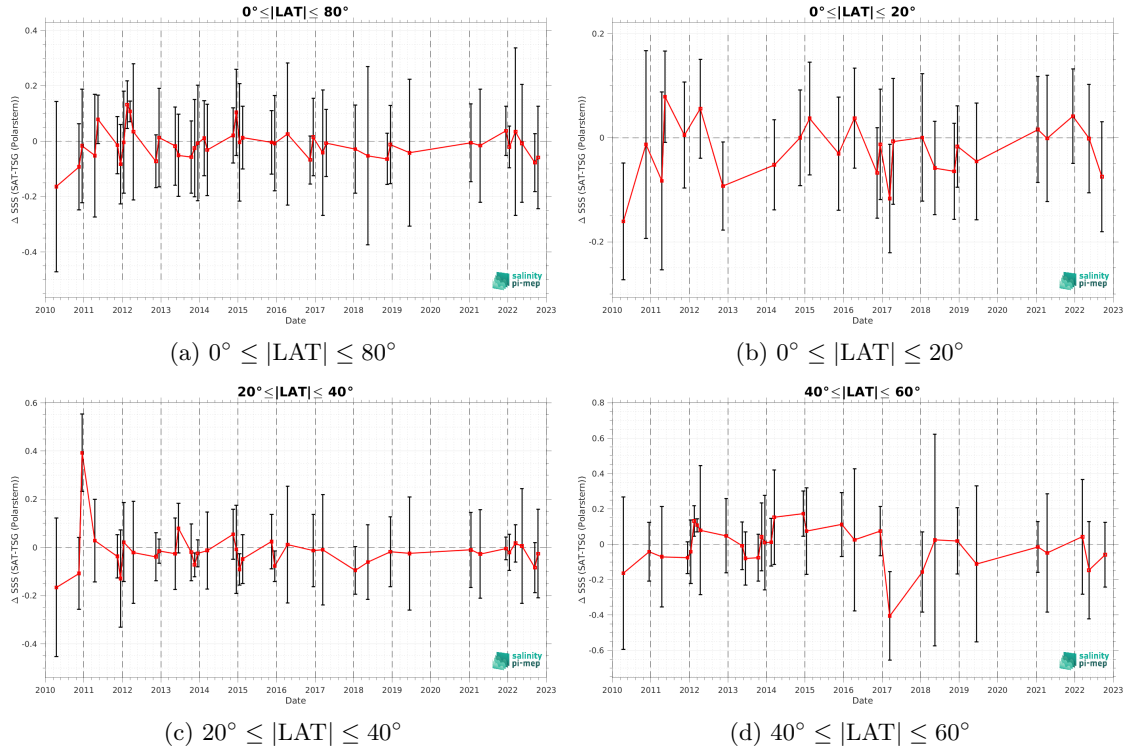 0°≤|LAT|≤ 80°
Δ SSS (SAT-TSG (Polarstern))
0.4
0.2
0
-0.2
-0.4
2010 2011 2012 2013 2014 2015 2016 2017 2018 2019 2020 2021 2022 2023
Date
salinity
pi-mep
(a) 0° ≤ |LAT| ≤ 80°
0°≤|LAT|≤ 20°
Δ SSS (SAT-TSG (Polarstern))
0.2
0
-0.2
2010 2011 2012 2013 2014 2015 2016 2017 2018 2019 2020 2021 2022 2023
Date
salinity
pi-mep
(b) 0° ≤ |LAT| ≤ 20°
20°≤|LAT|≤ 40°
Δ SSS (SAT-TSG (Polarstern))
0.6
0.4
0.2
0
-0.2
-0.4
2010 2011 2012 2013 2014 2015 2016 2017 2018 2019 2020 2021 2022 2023
Date
salinity
pi-mep
(c) 20° ≤ |LAT| ≤ 40°
40°≤|LAT|≤ 60°
Δ SSS (SAT-TSG (Polarstern))
0.8
0.6
0.4
0.2
0
-0.2
-0.4
-0.6
2010 2011 2012 2013 2014 2015 2016 2017 2018 2019 2020 2021 2022 2023
Date
salinity
pi-mep
(d) 40° ≤ |LAT| ≤ 60°